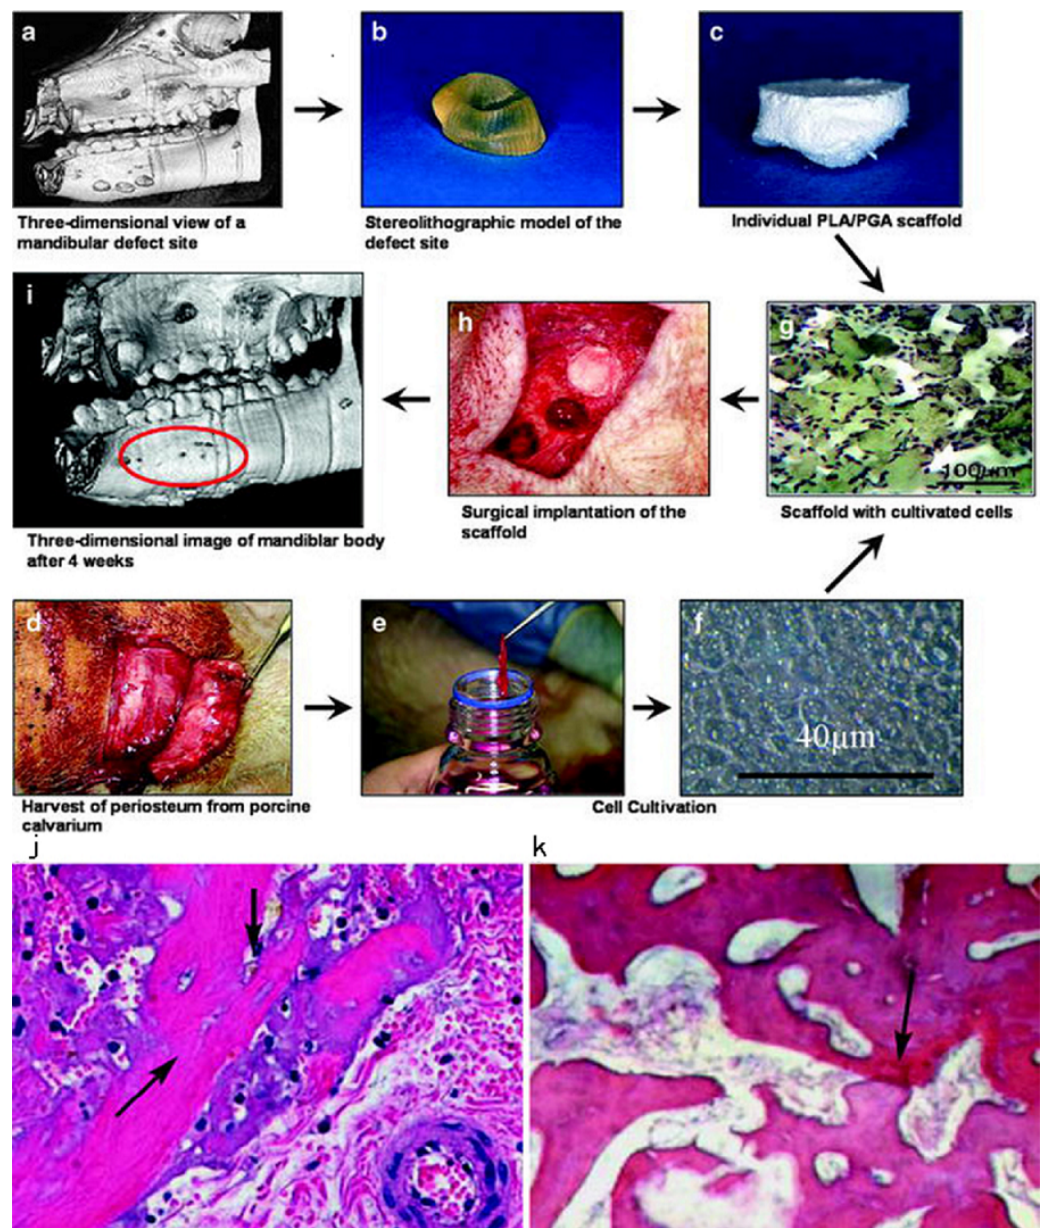 a
b
c
Three-dimensional view of a
mandibular defect site
Stereolithographic model of the
defect site
Individual PLA/PGA scaffold
i
h
g
100µm
Scaffold with cultivated cells
Surgical implantation of the
scaffold
Three-dimensional image of mandiblar body
after 4 weeks
d
e
f
40µm
Harvest of periosteum from porcine
calvarium
Cell Cultivation
j
k